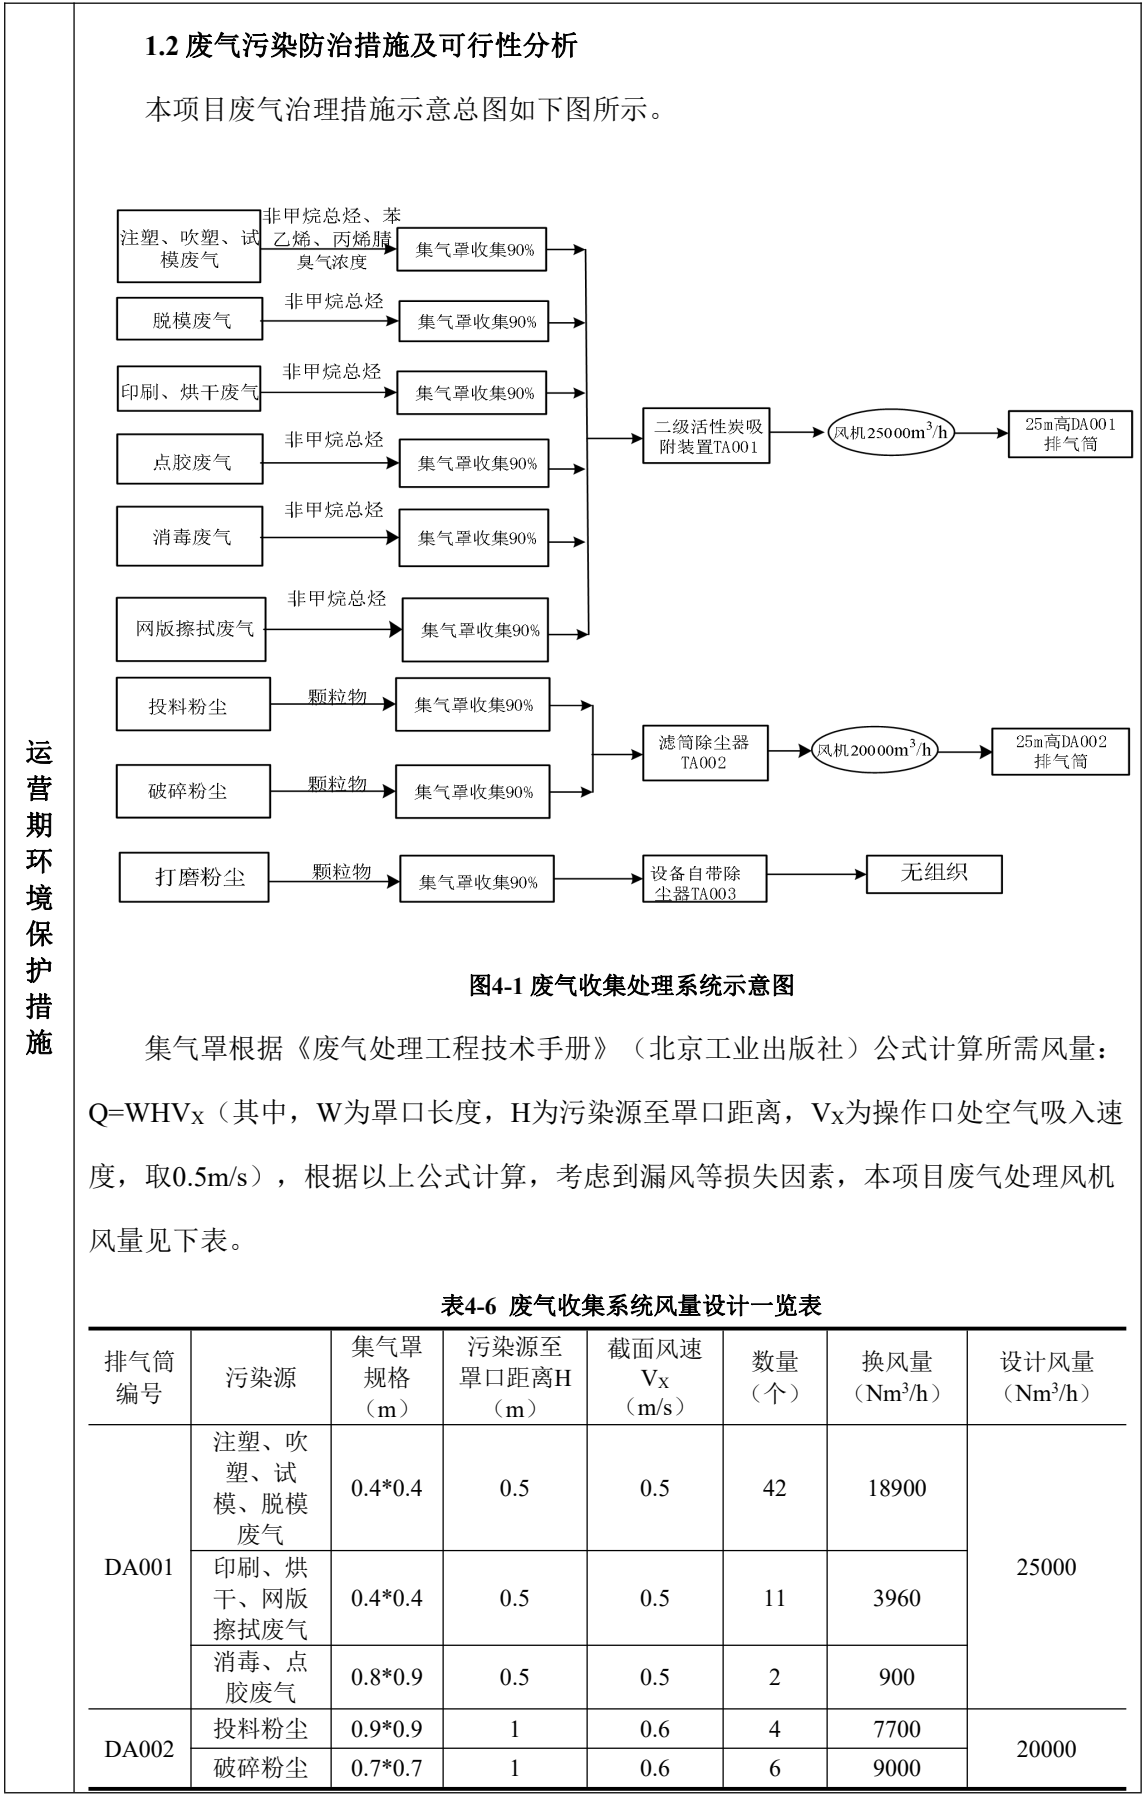 1.2 废气污染防治措施及可行性分析
本项目废气治理措施示意总图如下图所示。
注塑、吹塑、试
模废气
非甲烷总烃、苯
乙烯、丙烯腈
臭气浓度
集气罩收集90%
脱模废气
非甲烷总烃
集气罩收集90%
印刷、烘干废气
非甲烷总烃
集气罩收集90%
点胶废气
非甲烷总烃
集气罩收集90%
消毒废气
非甲烷总烃
集气罩收集90%
网版擦拭废气
非甲烷总烃
集气罩收集90%
二级活性炭吸
附装置TA001
风机25000m³/h
25m高DA001
排气筒
投料粉尘
颗粒物
集气罩收集90%
破碎粉尘
颗粒物
集气罩收集90%
滤筒除尘器
TA002
风机20000m³/h
25m高DA002
排气筒
打磨粉尘
颗粒物
集气罩收集90%
设备自带除
尘器TA003
无组织
运
营
期
环
境
保
护
措
施
图4-1 废气收集处理系统示意图
集气罩根据《废气处理工程技术手册》（北京工业出版社）公式计算所需风量：
Q=WHVX（其中，W为罩口长度，H为污染源至罩口距离，VX为操作口处空气吸入速
度，取0.5m/s），根据以上公式计算，考虑到漏风等损失因素，本项目废气处理风机
风量见下表。
表4-6 废气收集系统风量设计一览表
排气筒
编号
污染源
集气罩
规格
（m）
污染源至
罩口距离H
（m）
截面风速
VX
（m/s）
数量
（个）
换风量
（Nm³/h）
设计风量
（Nm³/h）
DA001
注塑、吹
塑、试
模、脱模
废气
0.4*0.4
0.5
0.5
42
18900
25000
印刷、烘
干、网版
擦拭废气
0.4*0.4
0.5
0.5
11
3960
消毒、点
胶废气
0.8*0.9
0.5
0.5
2
900
DA002
投料粉尘
0.9*0.9
1
0.6
4
7700
20000
破碎粉尘
0.7*0.7
1
0.6
6
9000